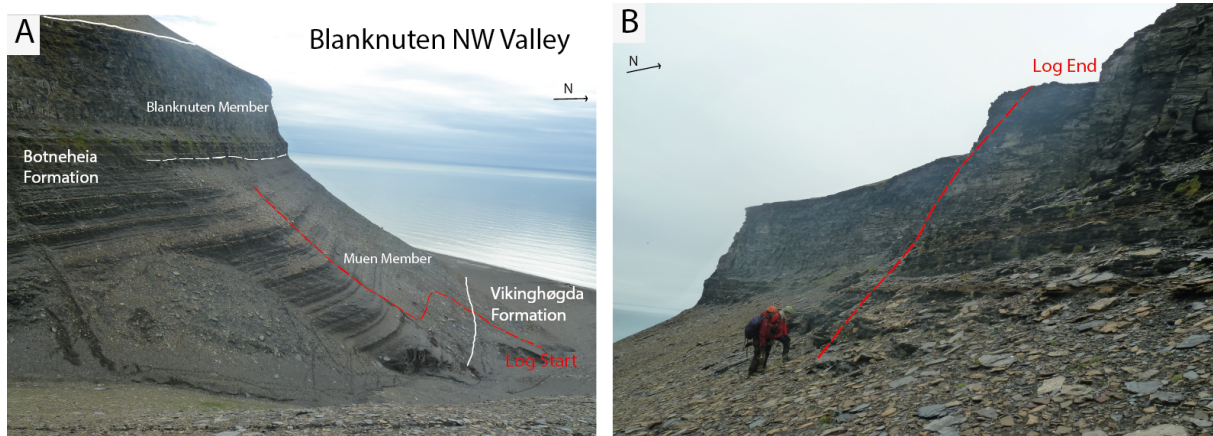 A
Blanknuten NW Valley
N
Blanknuten Member
Botneheia
Formation
Muen Member
Vikinghøgda
Formation
Log Start
B
N
Log End